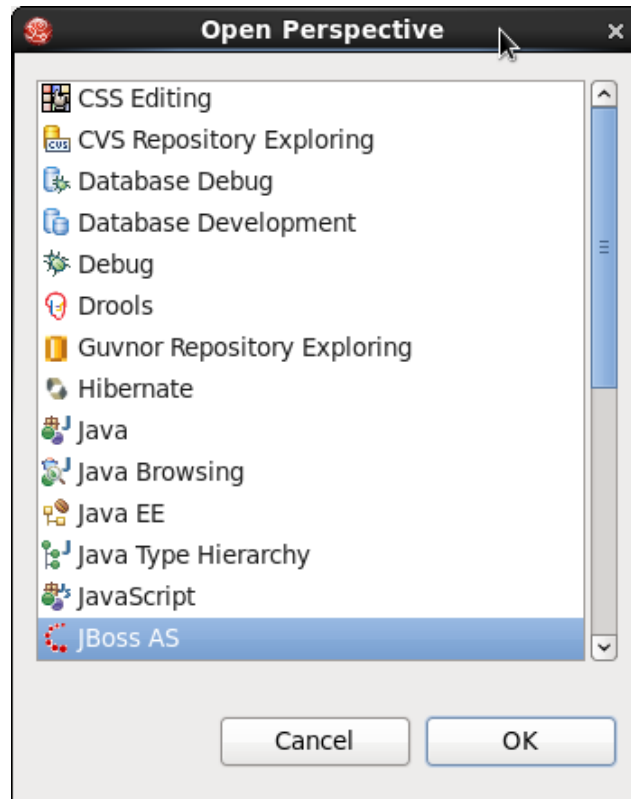 Open Perspective
CSS Editing
CVS Repository Exploring
Database Debug
Database Development
Debug
Drools
Guvnor Repository Exploring
Hibernate
Java
Java Browsing
Java EE
Java Type Hierarchy
JavaScript
JBoss AS
Cancel OK